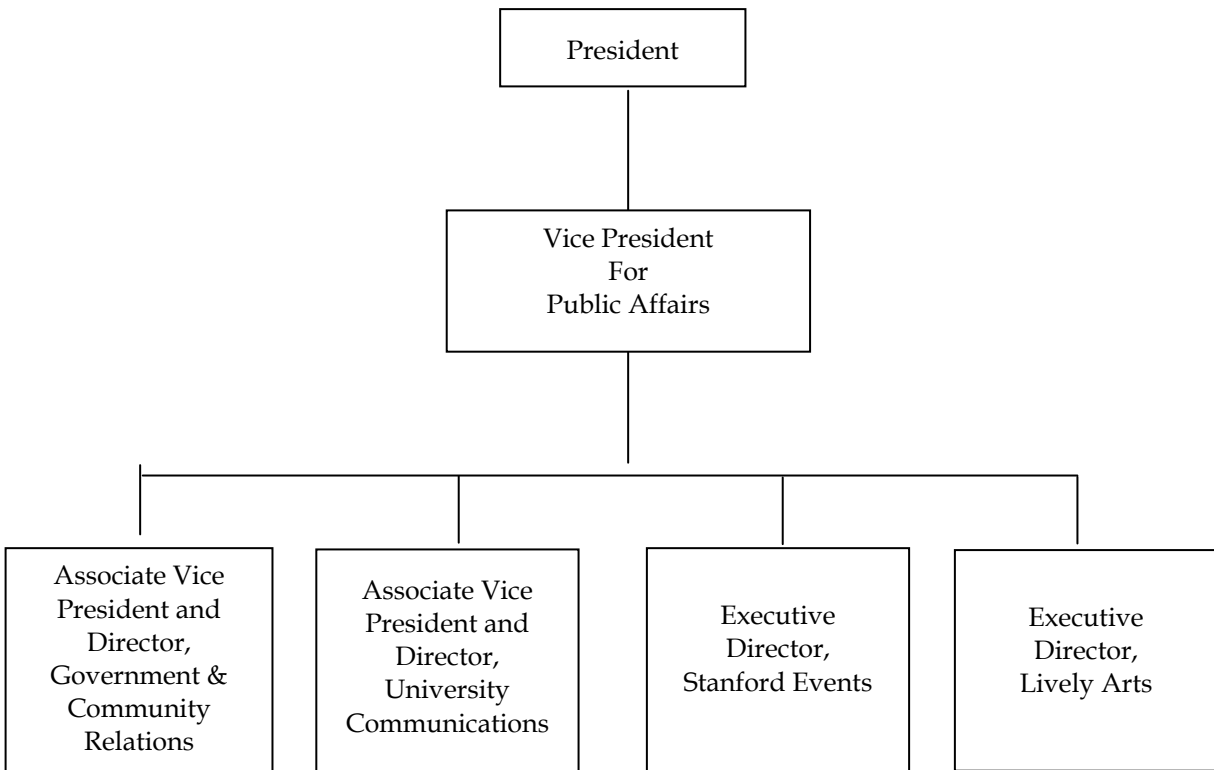 President
Vice President
For
Public Affairs
Associate Vice
President and
Director,
Government &
Community
Relations
Associate Vice
President and
Director,
University
Communications
Executive
Director,
Stanford Events
Executive
Director,
Lively Arts